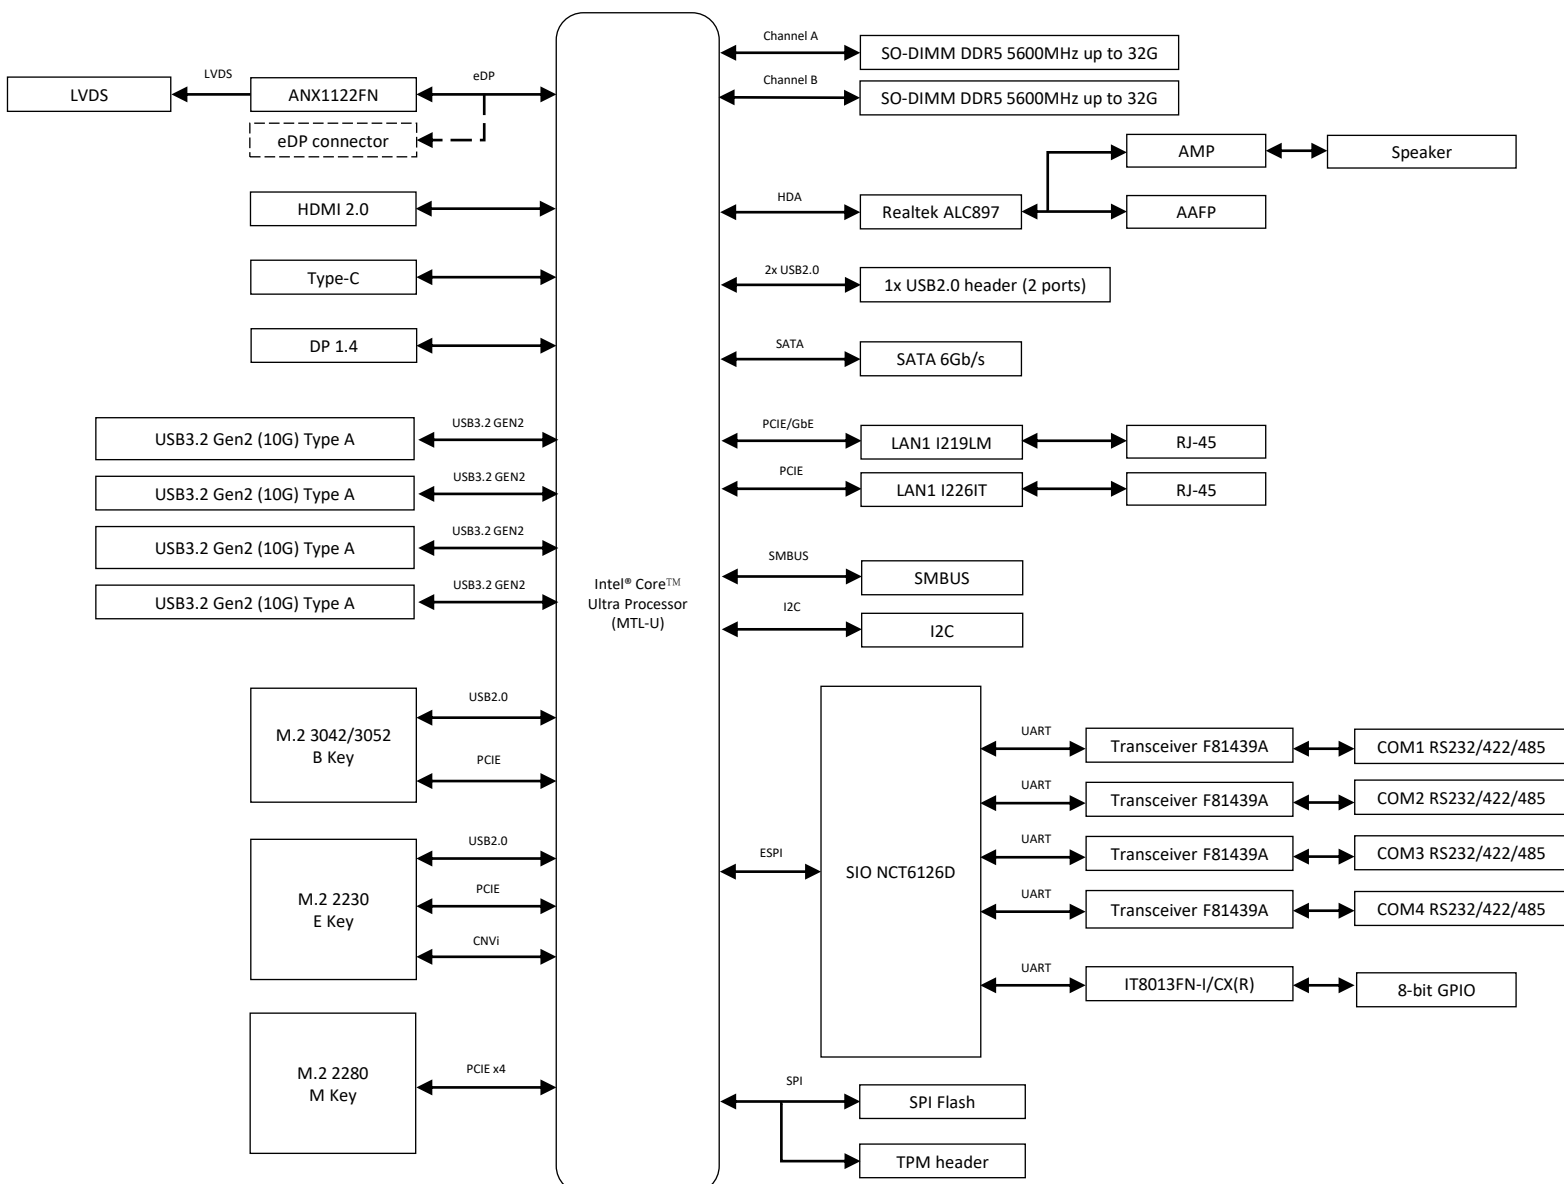 LVDS
LVDS
ANX1122FN
eDP
eDP connector
HDMI 2.0
Type-C
DP 1.4
USB3.2 Gen2 (10G) Type A
USB3.2 GEN2
USB3.2 Gen2 (10G) Type A
USB3.2 GEN2
USB3.2 Gen2 (10G) Type A
USB3.2 GEN2
USB3.2 Gen2 (10G) Type A
USB3.2 GEN2
M.2 3042/3052
B Key
USB2.0
PCIE
M.2 2230
E Key
USB2.0
PCIE
CNVi
M.2 2280
M Key
PCIE x4
Intel® Core™
Ultra Processor
(MTL-U)
Channel A
SO-DIMM DDR5 5600MHz up to 32G
Channel B
SO-DIMM DDR5 5600MHz up to 32G
HDA
Realtek ALC897
AMP
Speaker
AAFP
2x USB2.0
1x USB2.0 header (2 ports)
SATA
SATA 6Gb/s
PCIE/GbE
LAN1 I219LM
RJ-45
PCIE
LAN1 I226IT
RJ-45
SMBUS
SMBUS
I2C
I2C
ESPI
SIO NCT6126D
UART
Transceiver F81439A
COM1 RS232/422/485
UART
Transceiver F81439A
COM2 RS232/422/485
UART
Transceiver F81439A
COM3 RS232/422/485
UART
Transceiver F81439A
COM4 RS232/422/485
UART
IT8013FN-I/CX(R)
8-bit GPIO
SPI
SPI Flash
TPM header